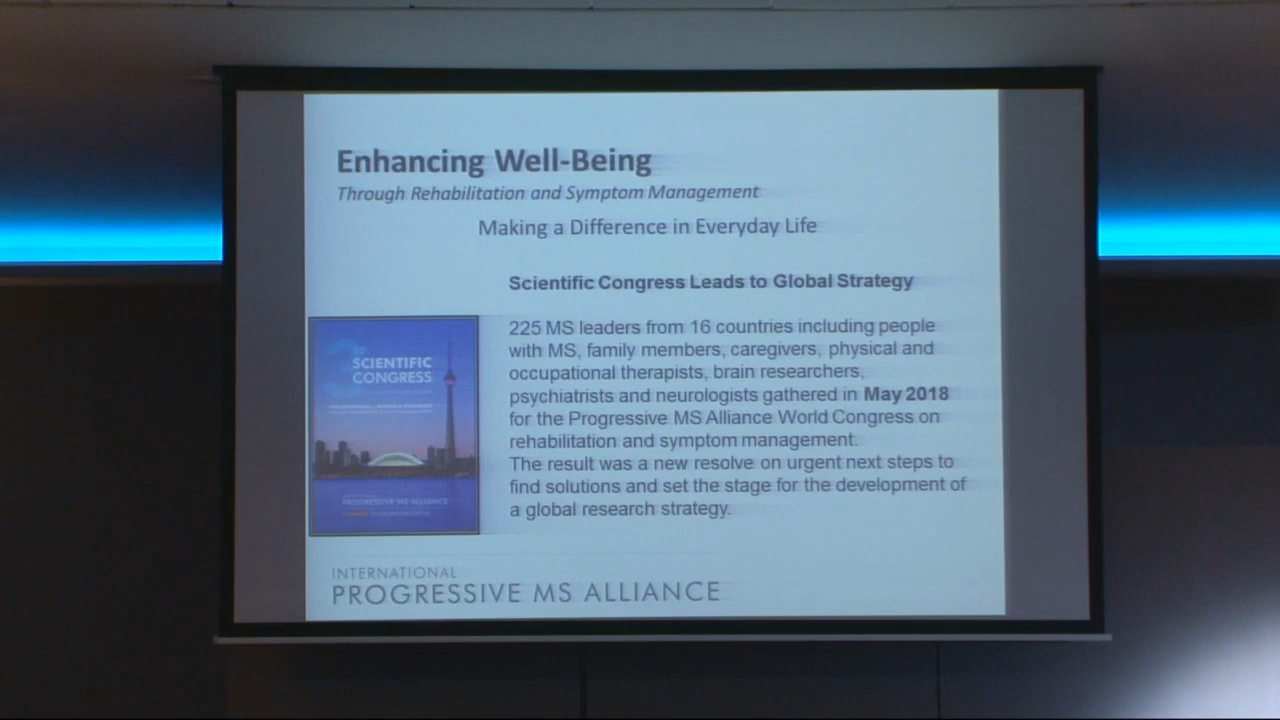 Enhancing Well-Being
Through Rehabilitation and Symptom Management
Making a Difference in Everyday Life
Scientific Congress Leads to Global Strategy
225 MS leaders from 16 countries including people
with MS, family members, caregivers, physical and
occupational therapists, brain researchers,
psychiatrists and neurologists gathered in May 2018
for the Progressive MS Alliance World Congress on
rehabilitation and symptom management.
The result was a new resolve on urgent next steps to
find solutions and set the stage for the development of
a global research strategy.
SCIENTIFIC
CONGRESS
PROGRESSIVE MS ALLIANCE
INTERNATIONAL
PROGRESSIVE MS ALLIANCE